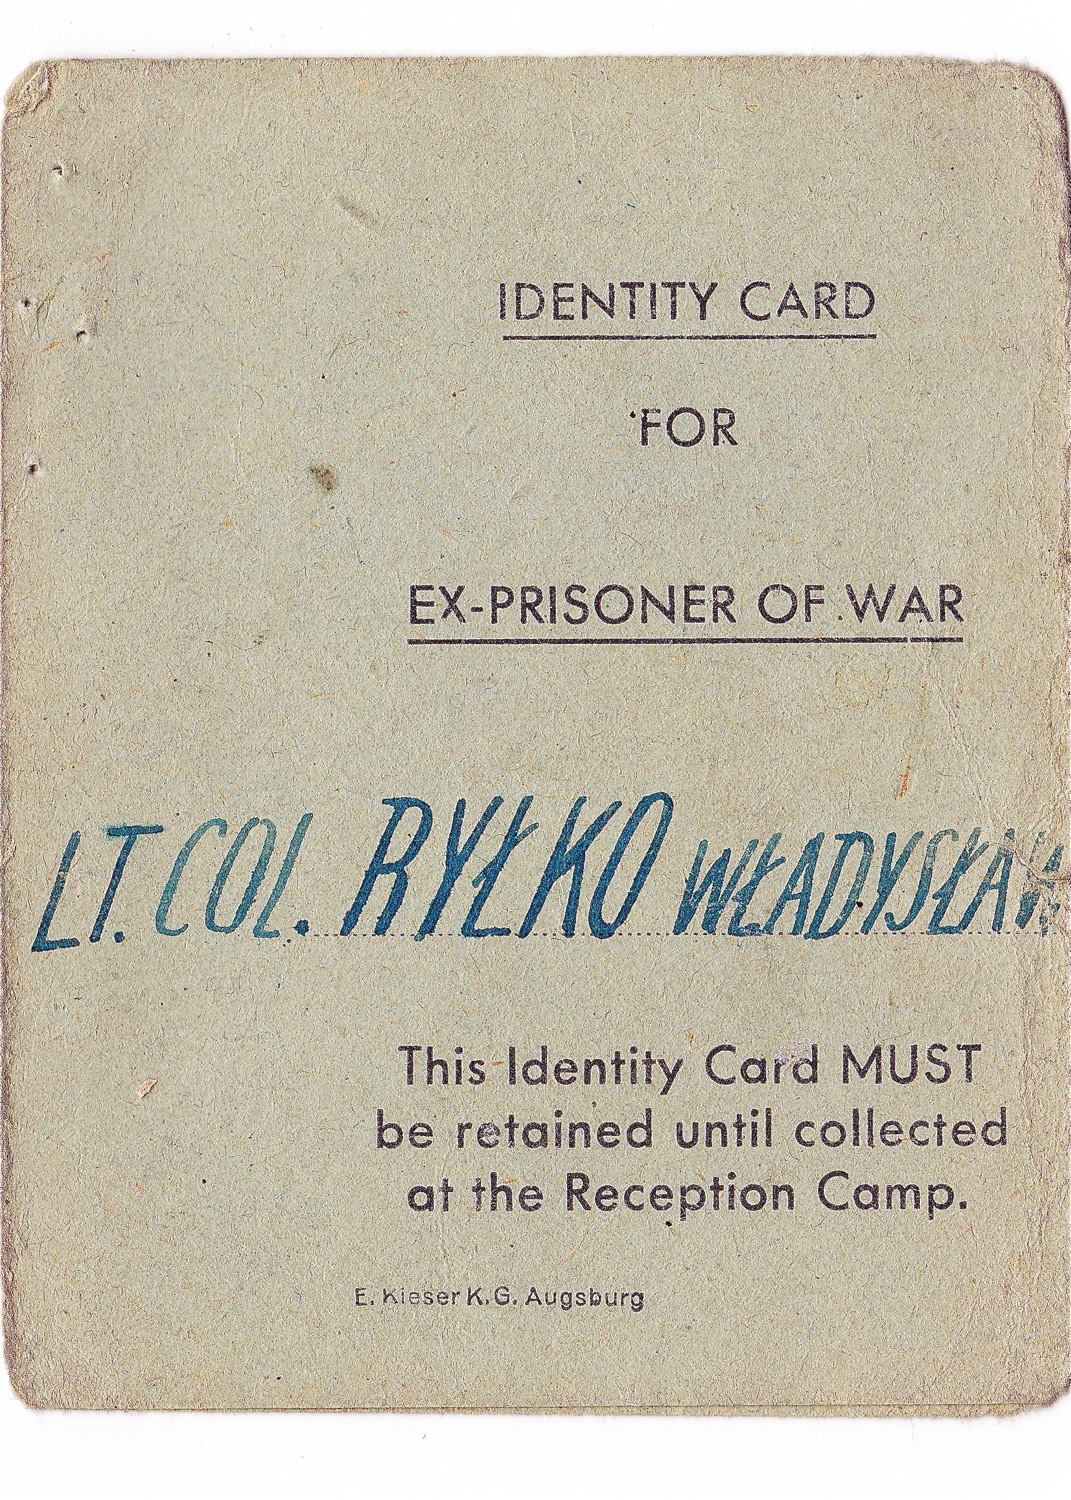 IDENTITY CARD
FOR
EX-PRISONER OF WAR
LT. COL. RYŁKO WŁADYSŁAW
This Identity Card MUST
be retained until collected
at the Reception Camp.
E. Kieser K.G. Augsburg